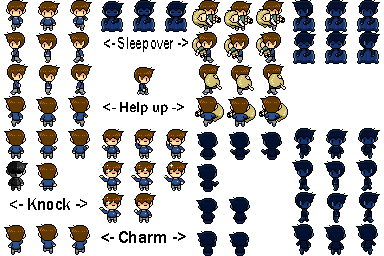 <- Sleepover ->
<- Help up ->
<- Knock ->
<- Charm ->